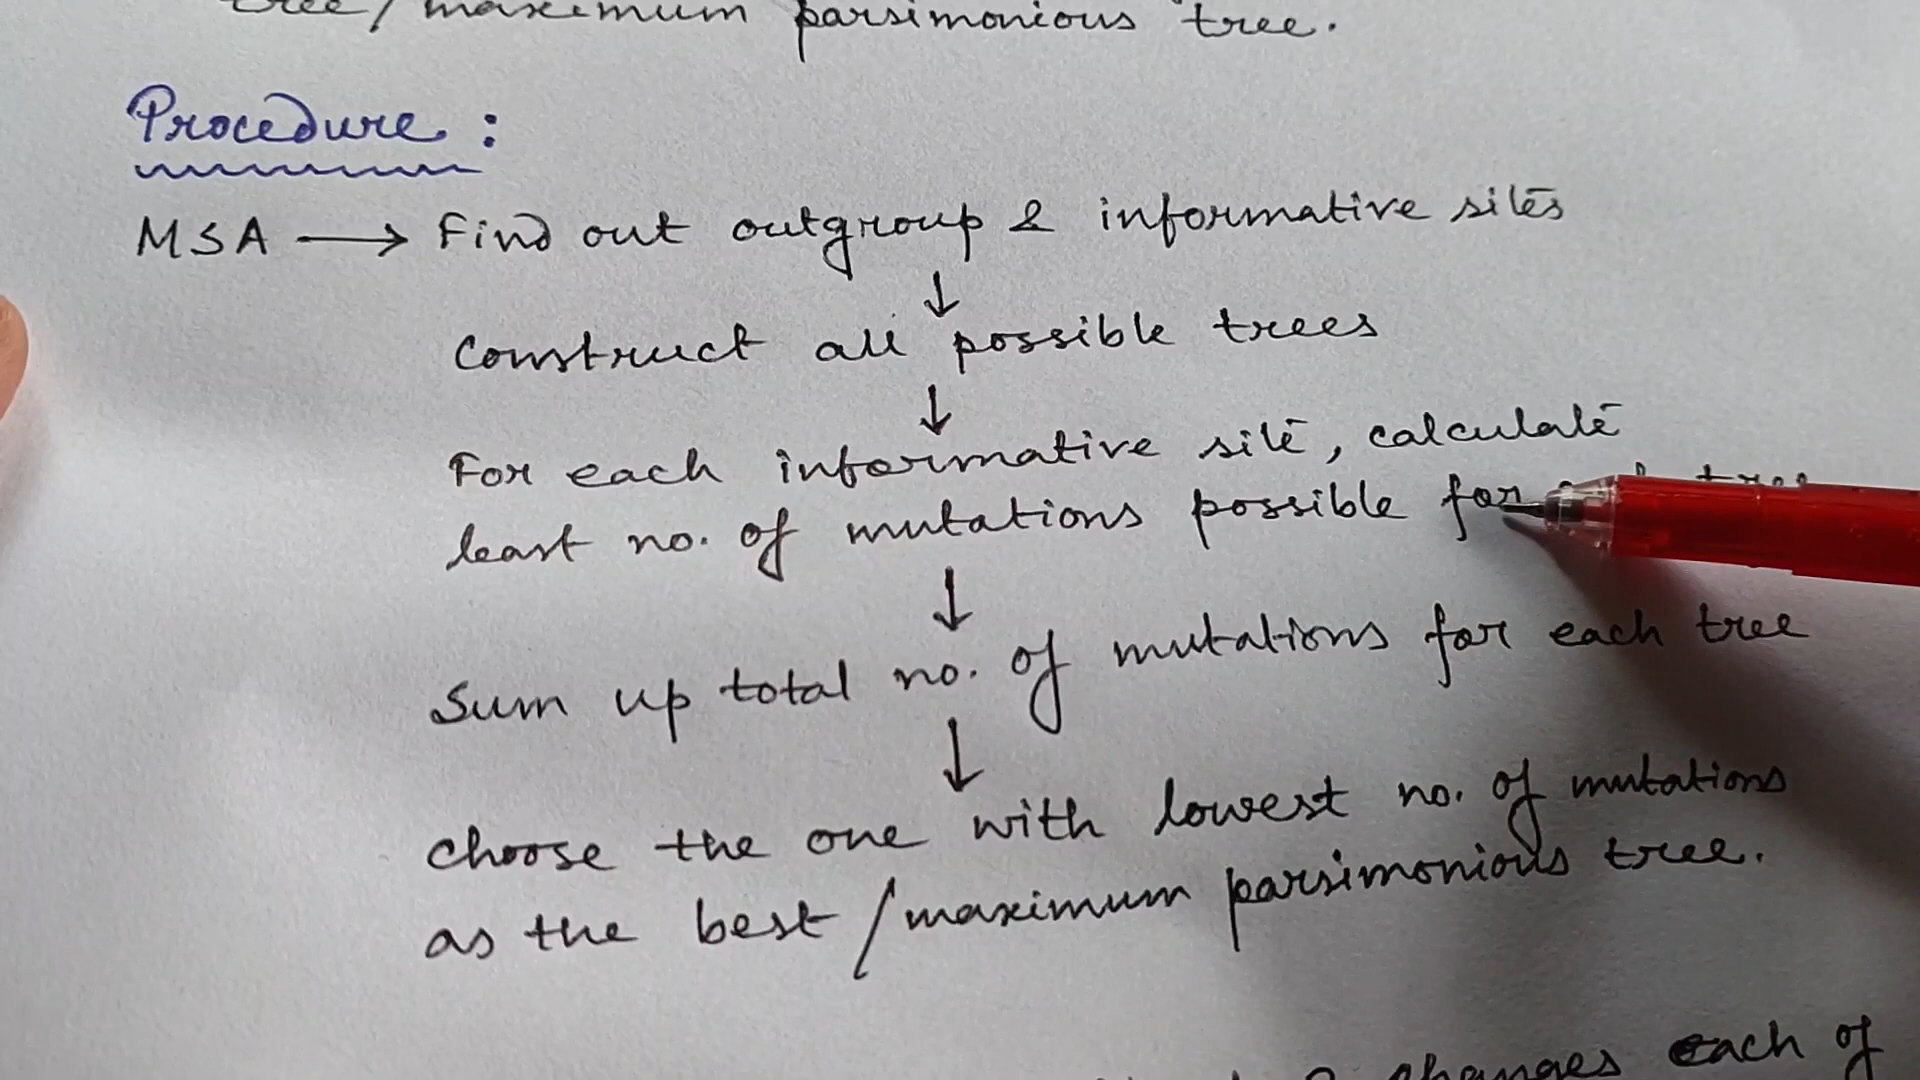 tree/maximum parsimonious tree.
Procedure :
MSA → Find out outgroup & informative sites
↓
Construct all possible trees
↓
For each informative site, calculate
least no. of mutations possible for tree
↓
Sum up total no. of mutations for each tree
↓
choose the one with lowest no. of mutations
as the best/maximum parsimonious tree.
changes each of